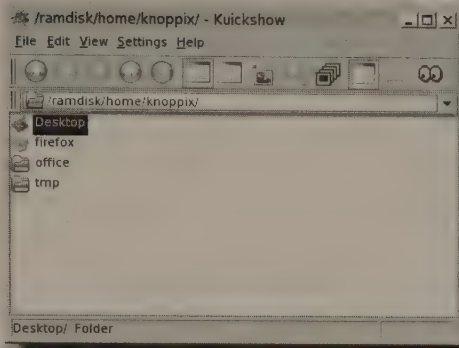 /ramdisk/home/knoppix/ - Kuickshow
File Edit View Settings Help
/ramdisk/home/knoppix/
Desktop
firefox
office
tmp
Desktop/ Folder